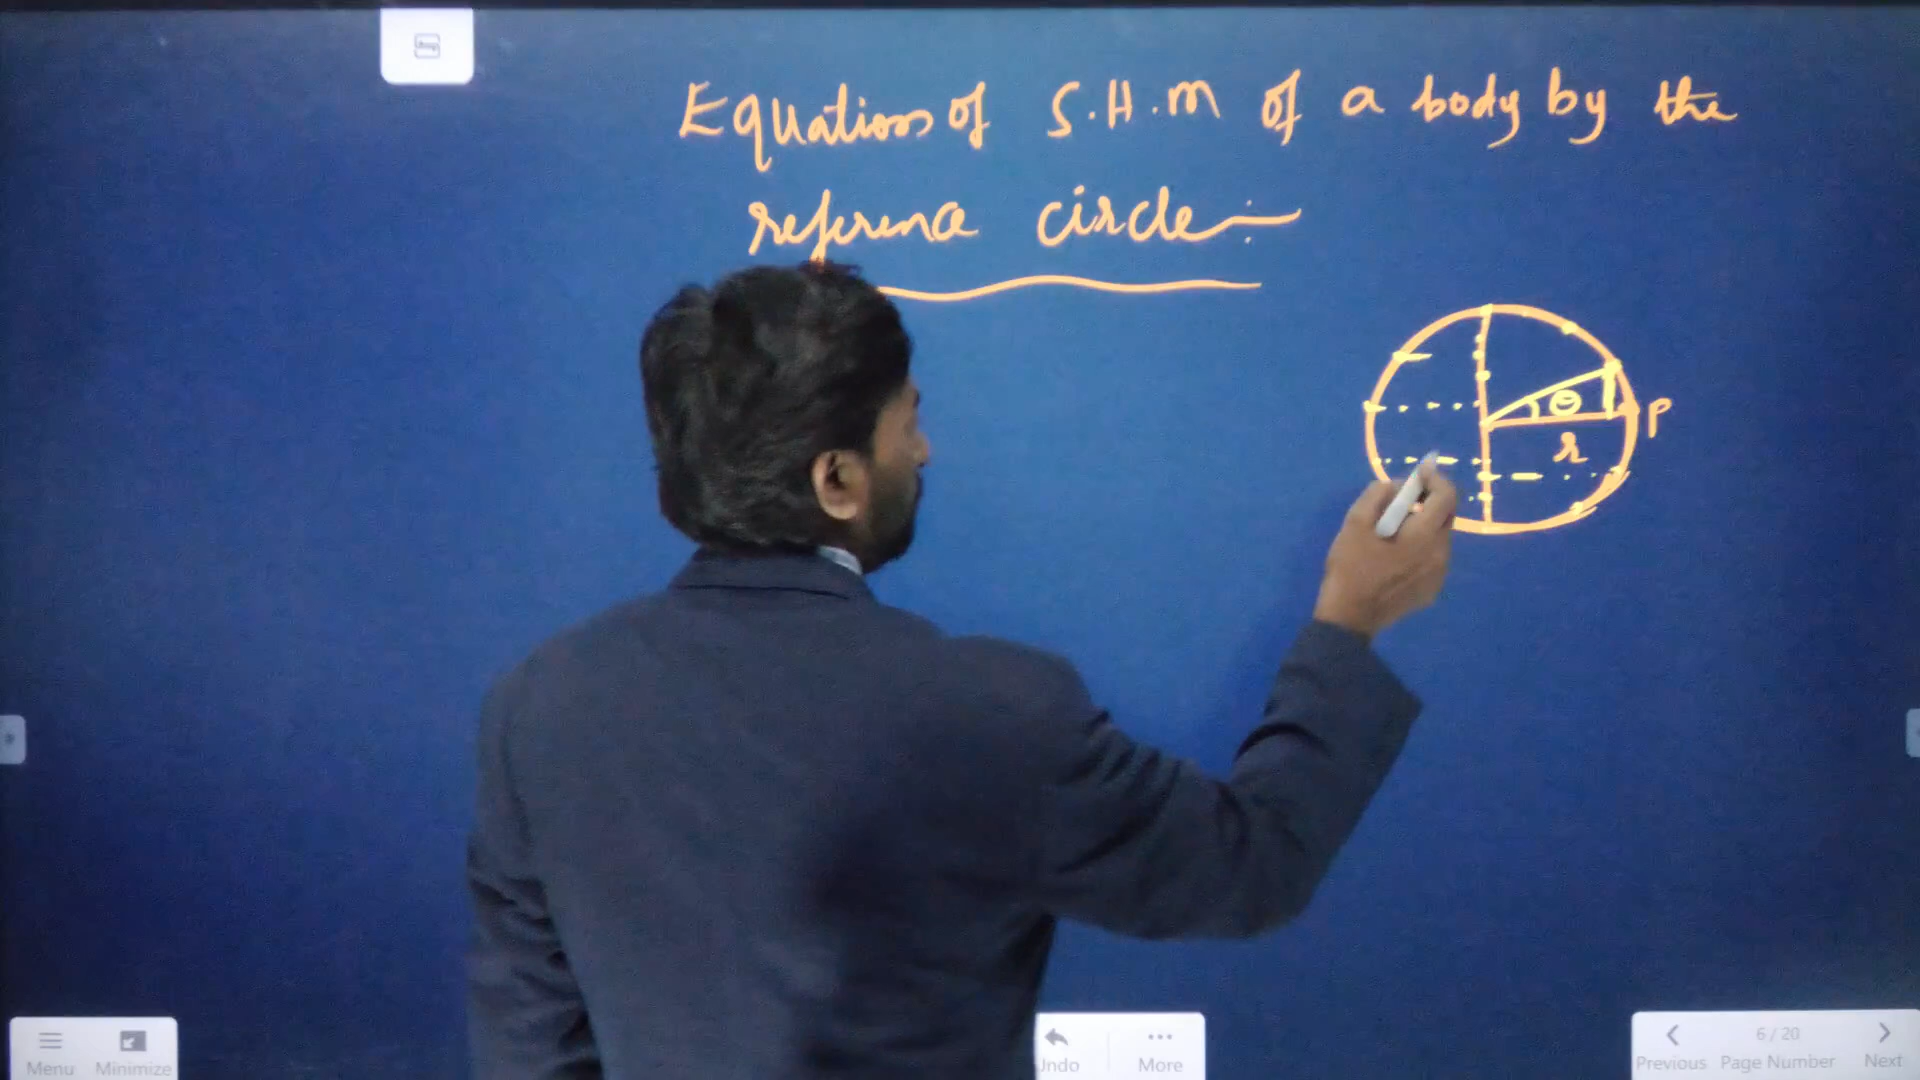 Equations of S.H.M of a body by the
reference circle:-
θ
P
r
Menu
Minimize
Undo
More
6 / 20
Previous
Page Number
Next